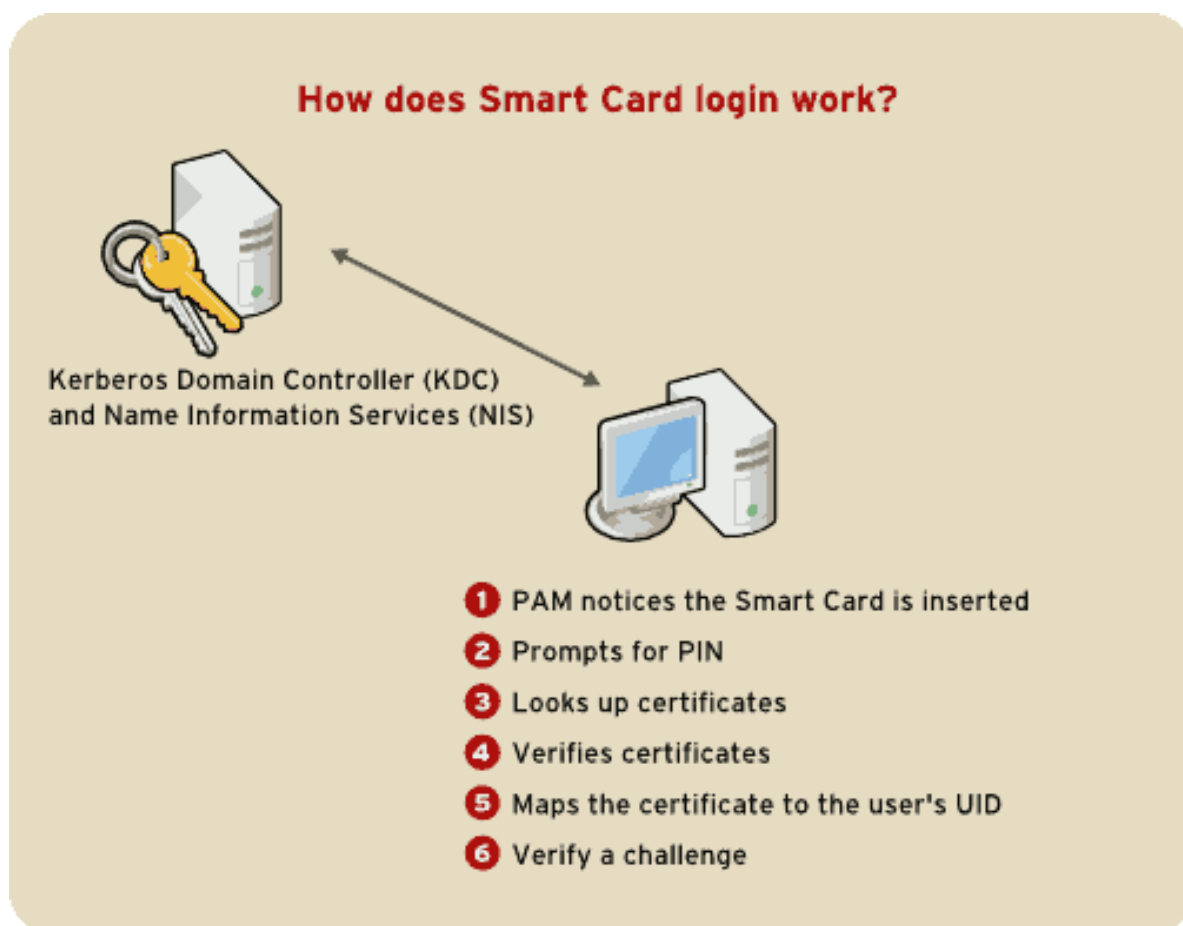 How does Smart Card login work?
Kerberos Domain Controller (KDC)
and Name Information Services (NIS)
1 PAM notices the Smart Card is inserted
2 Prompts for PIN
3 Looks up certificates
4 Verifies certificates
5 Maps the certificate to the user's UID
6 Verify a challenge